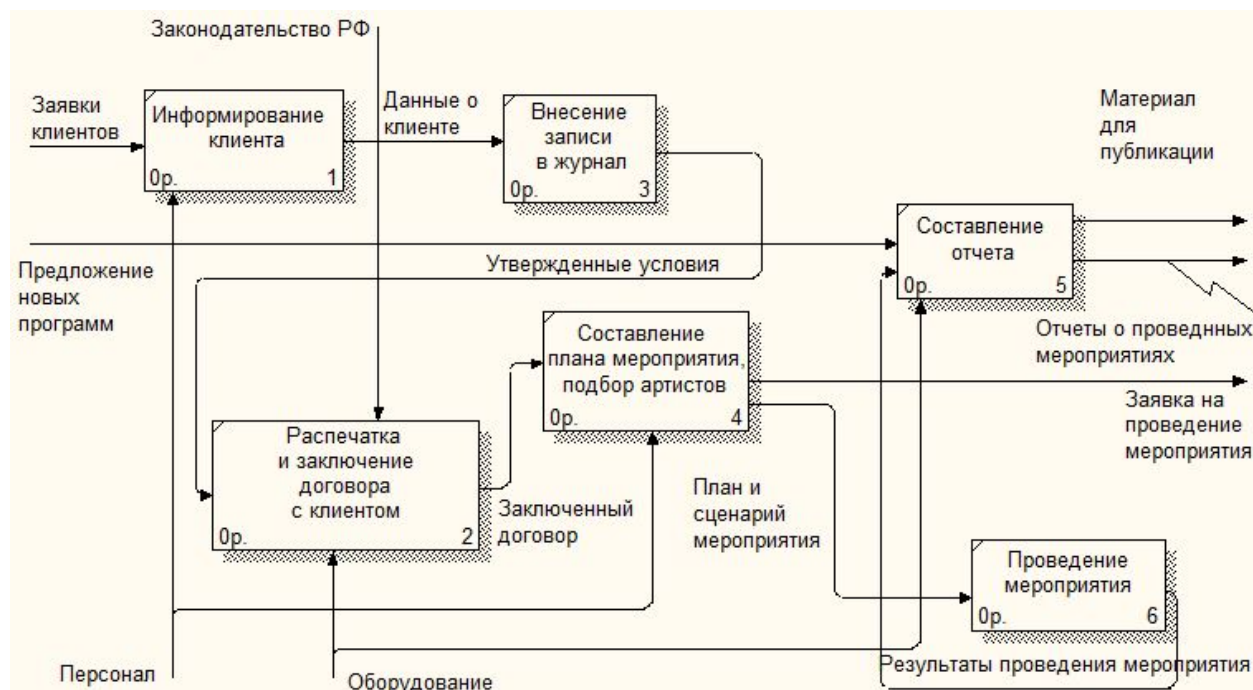 Законодательство РФ
Заявки
клиентов
Информирование
клиента
0р.
1
Данные о
клиенте
Внесение
записи
в журнал
0р.
3
Материал
для
публикации
Составление
отчета
0р.
5
Предложение
новых
программ
Утвержденные условия
Отчеты о проведнных
мероприятиях
Составление
плана мероприятия,
подбор артистов
0р.
4
Заявка на
проведение
мероприятия
Распечатка
и заключение
договора
с клиентом
0р.
2
Заключенный
договор
План и
сценарий
мероприятия
Проведение
мероприятия
0р.
6
Результаты проведения мероприятия
Персонал
Оборудование